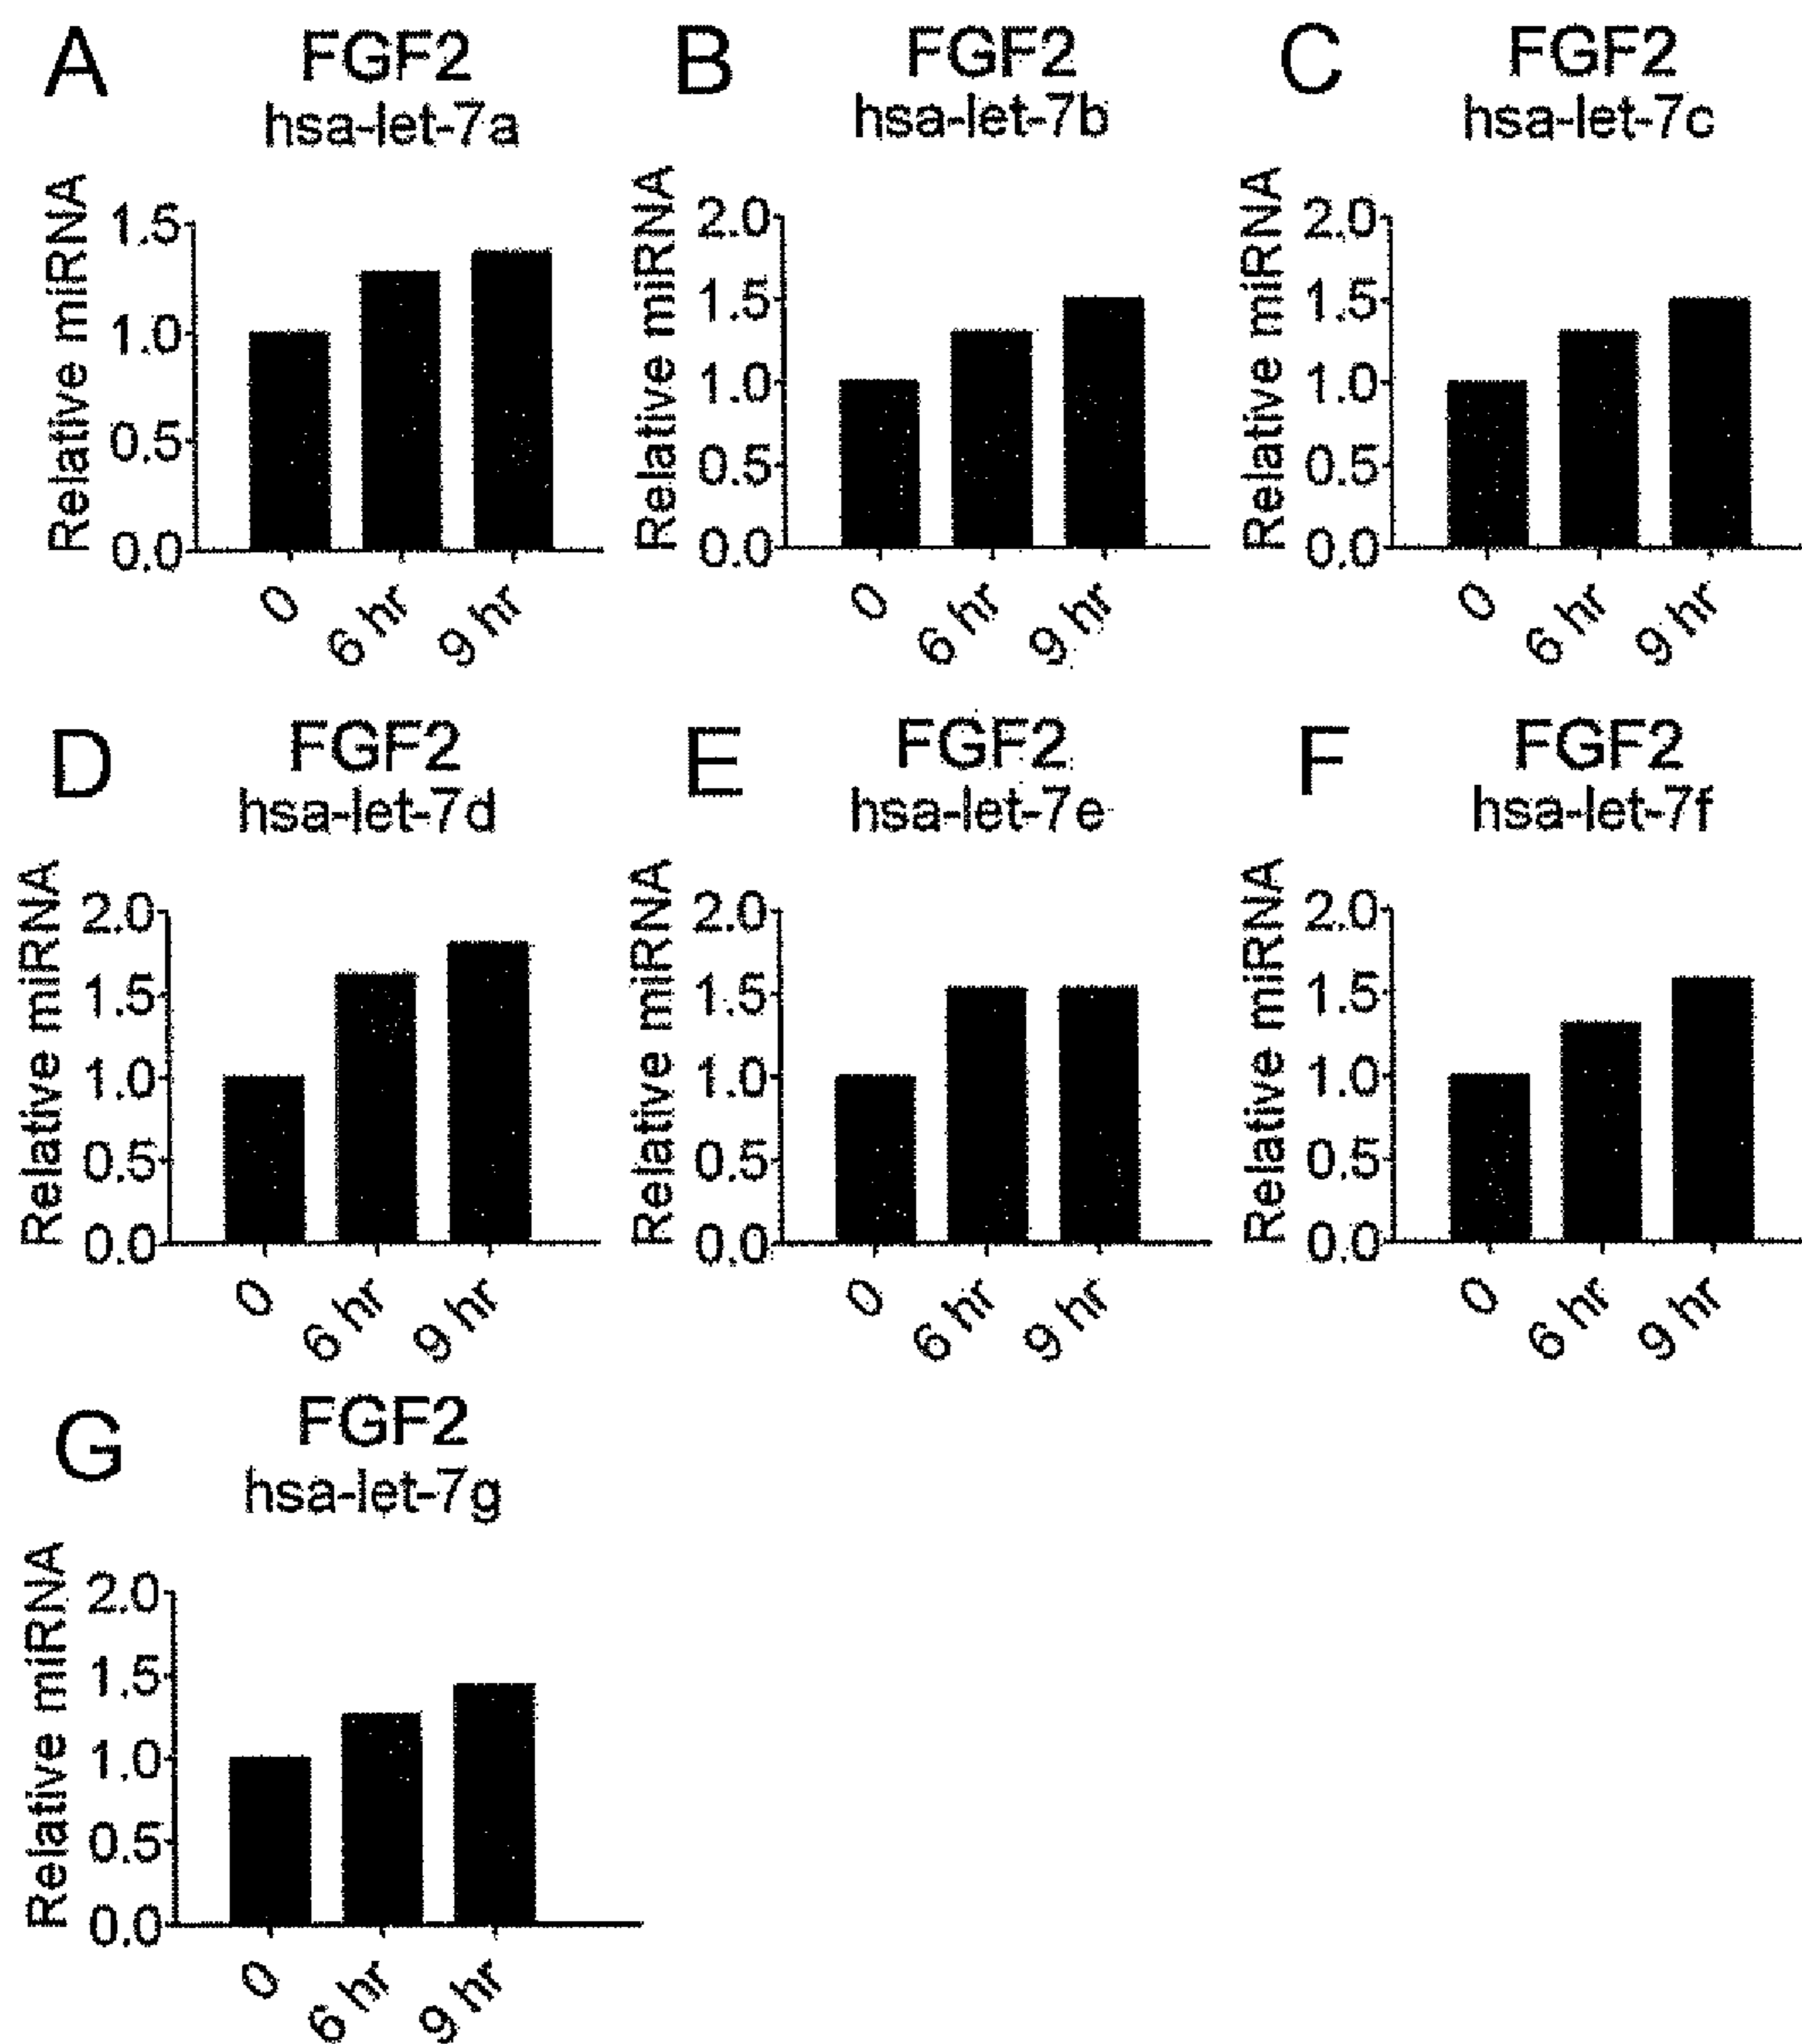 A
FGF2
hsa-let-7a
Relative miRNA
1.5
1.0
0.5
0.0
0
6 hr
9 hr
B
FGF2
hsa-let-7b
Relative miRNA
2.0
1.5
1.0
0.5
0.0
0
6 hr
9 hr
C
FGF2
hsa-let-7c
Relative miRNA
2.0
1.5
1.0
0.5
0.0
0
6 hr
9 hr
D
FGF2
hsa-let-7d
Relative miRNA
2.0
1.5
1.0
0.5
0.0
0
6 hr
9 hr
E
FGF2
hsa-let-7e
Relative miRNA
2.0
1.5
1.0
0.5
0.0
0
6 hr
9 hr
F
FGF2
hsa-let-7f
Relative miRNA
2.0
1.5
1.0
0.5
0.0
0
6 hr
9 hr
G
FGF2
hsa-let-7g
Relative miRNA
2.0
1.5
1.0
0.5
0.0
0
6 hr
9 hr